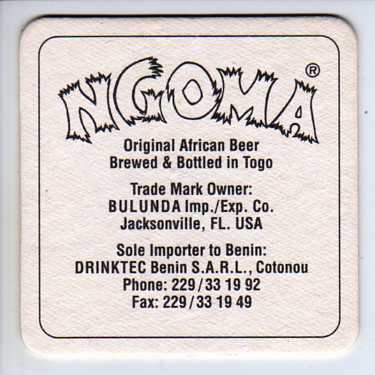 NGOMA ®
Original African Beer
Brewed & Bottled in Togo
Trade Mark Owner:
BULUNDA Imp./Exp. Co.
Jacksonville, FL. USA
Sole Importer to Benin:
DRINKTEC Benin S.A.R.L., Cotonou
Phone: 229/33 19 92
Fax: 229/33 19 49